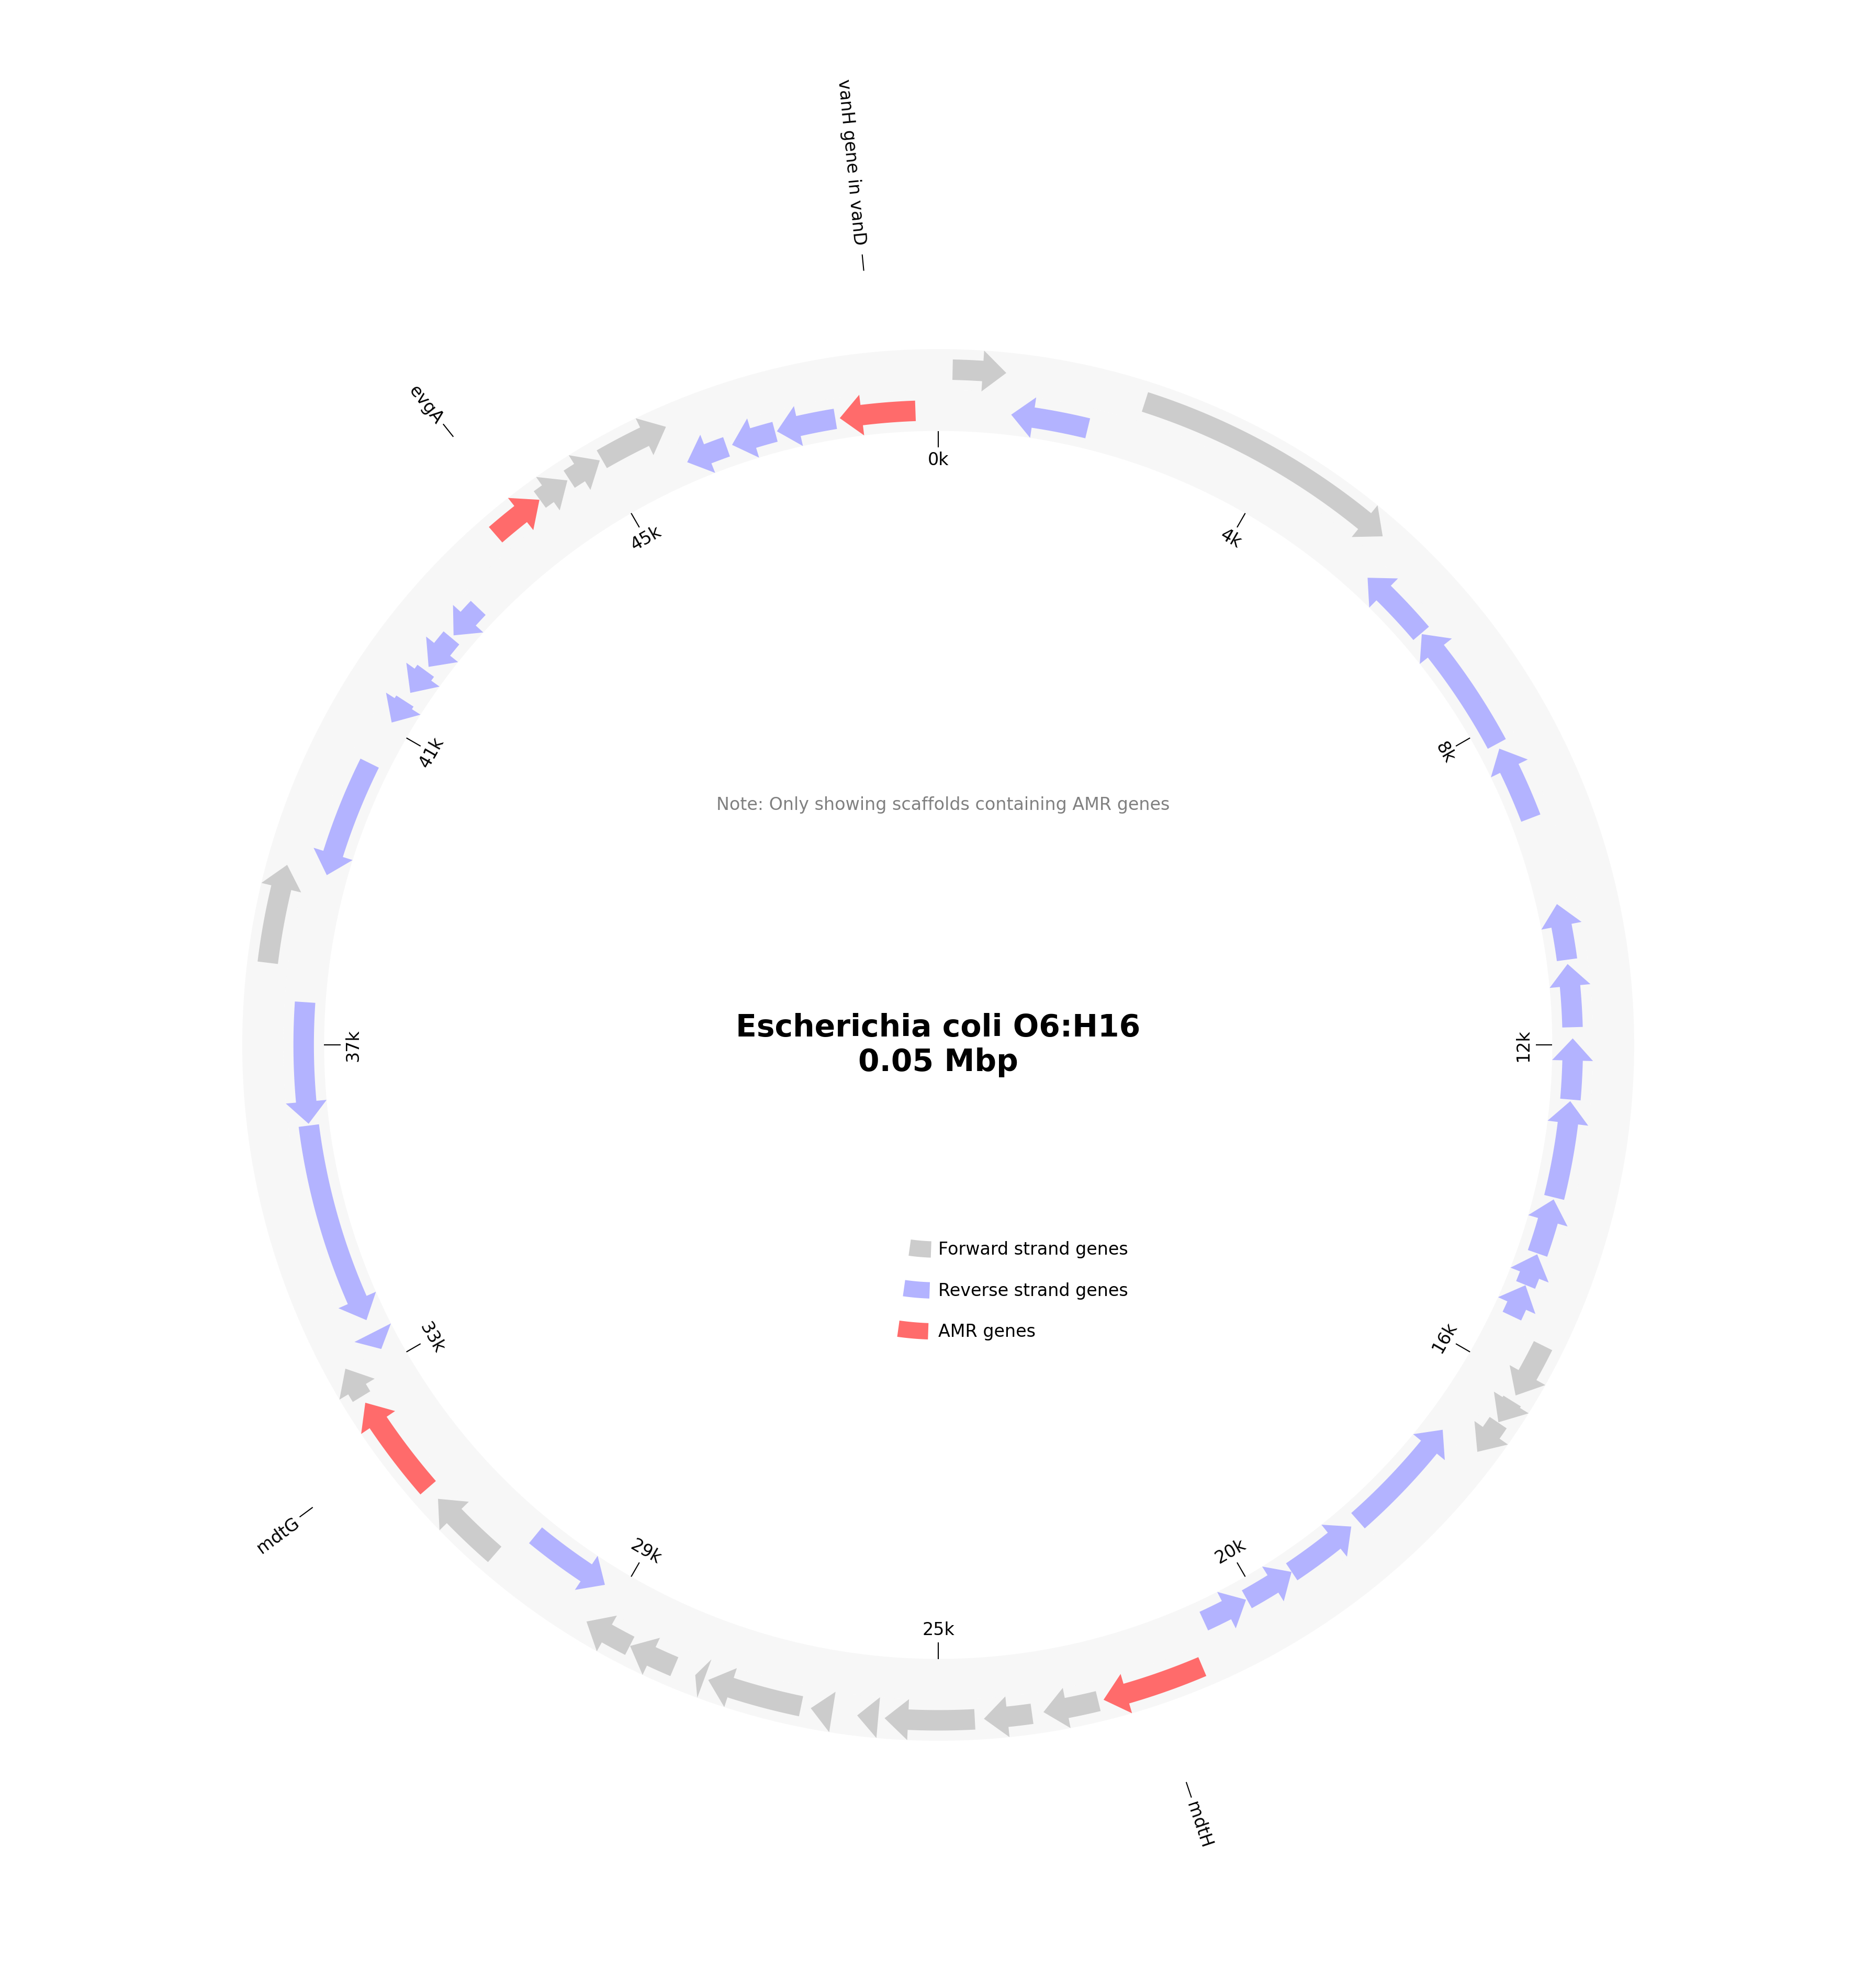 vanH gene in vanD
evgA
0k
45k
4k
41k
8k
Note: Only showing scaffolds containing AMR genes
Escherichia coli O6:H16
0.05 Mbp
37k
12k
Forward strand genes
Reverse strand genes
AMR genes
33k
16k
mdtG
29k
20k
25k
mdtH